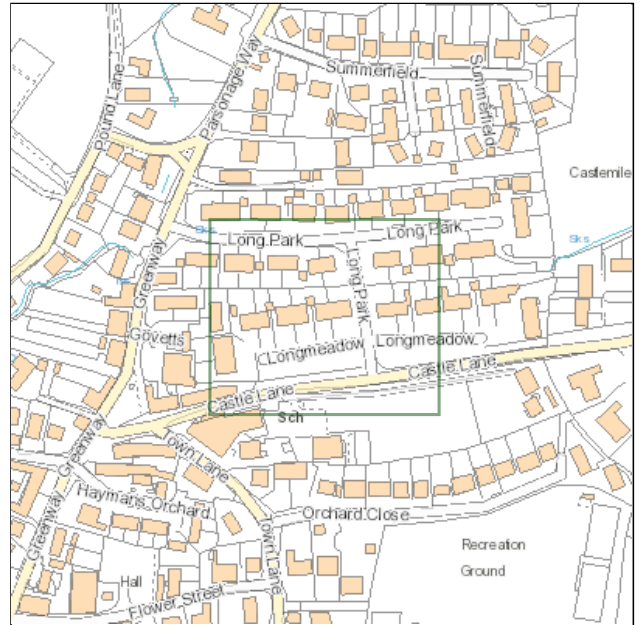 Summerfield
Parsonage Way
Pound Lane
Summerfield
Castlemile
Sks
Long Park
Long Park
Sks
Greenway
Long Park
Govetts
Longmeadow
Longmeadow
Castle Lane
Castle Lane
Sch
Greenway
Town Lane
Haymans Orchard
Greenway
Town Lane
Orchard Close
Recreation
Ground
Hall
Flower Street